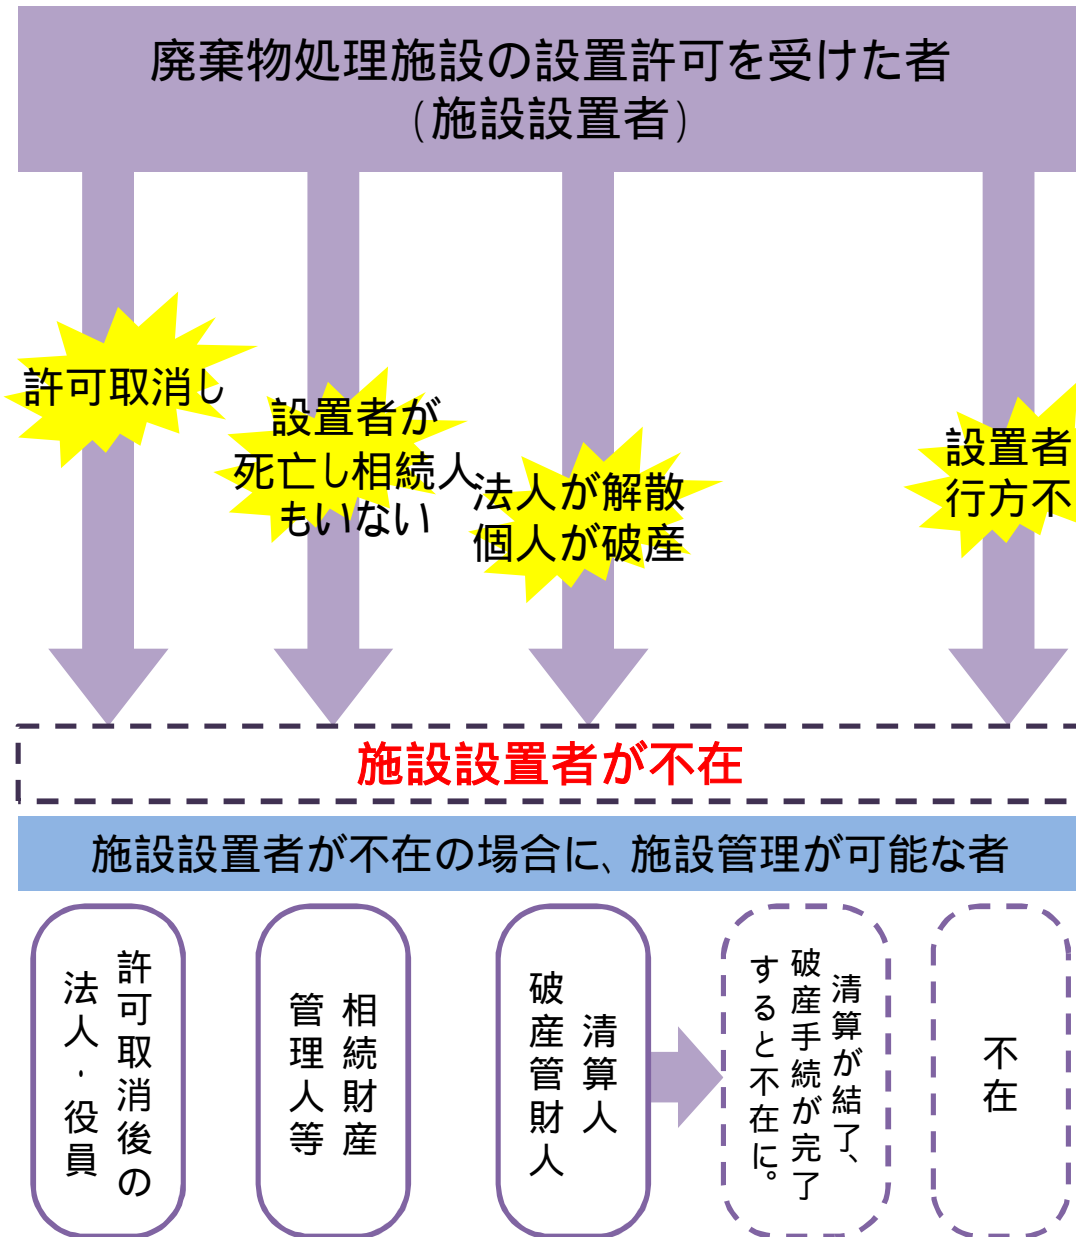 廃棄物処理施設の設置許可を受けた者
(施設設置者)
許可取消し
設置者が
死亡し相続人
もいない
法人が解散
個人が破産
設置者
行方不
施設設置者が不在
施設設置者が不在の場合に、施設管理が可能な者
許可取消後の
法人・役員
相続財産
管理人等
清算人
破産管財人
清算が結了、
破産手続が完了
すると不在に。
不在